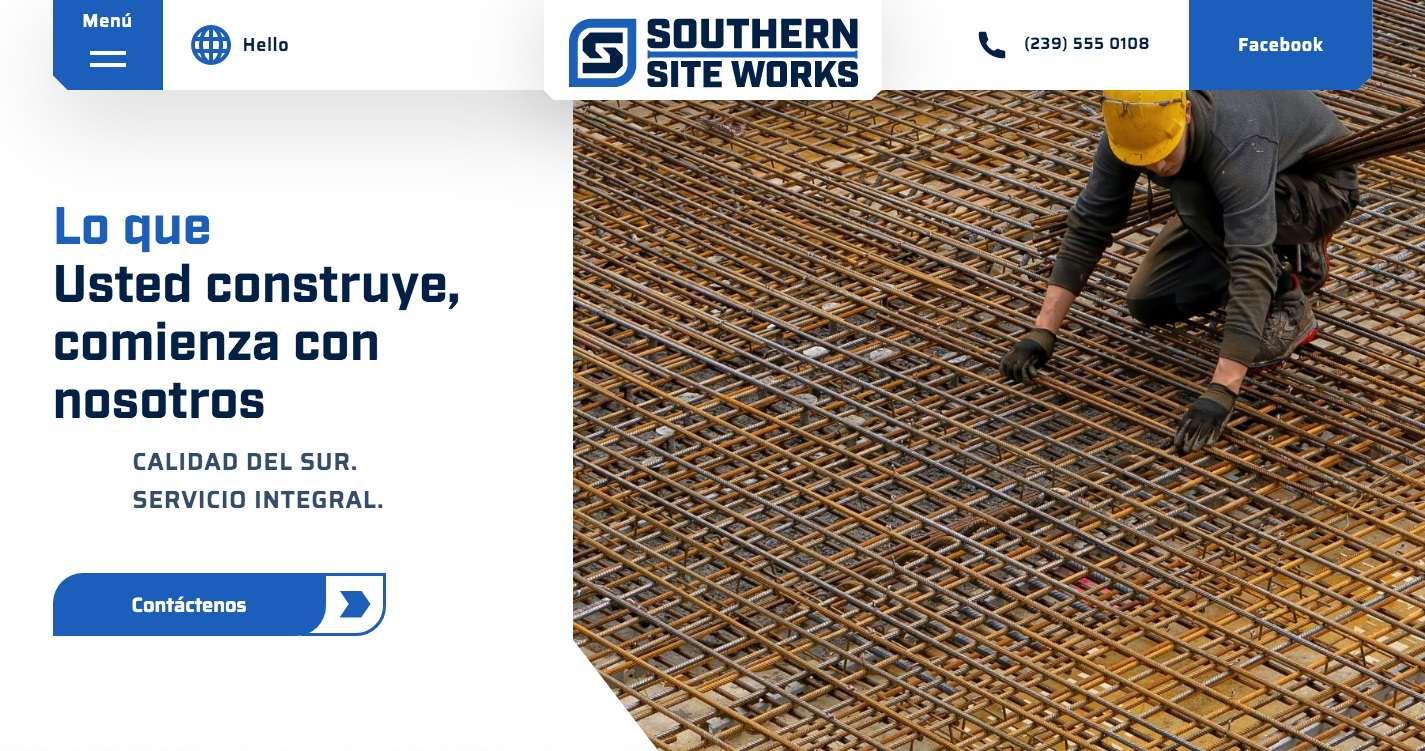 Menú
Hello
SOUTHERN
SITE WORKS
(239) 555 0108
Facebook
Lo que
Usted construye,
comienza con
nosotros
CALIDAD DEL SUR.
SERVICIO INTEGRAL.
Contáctenos